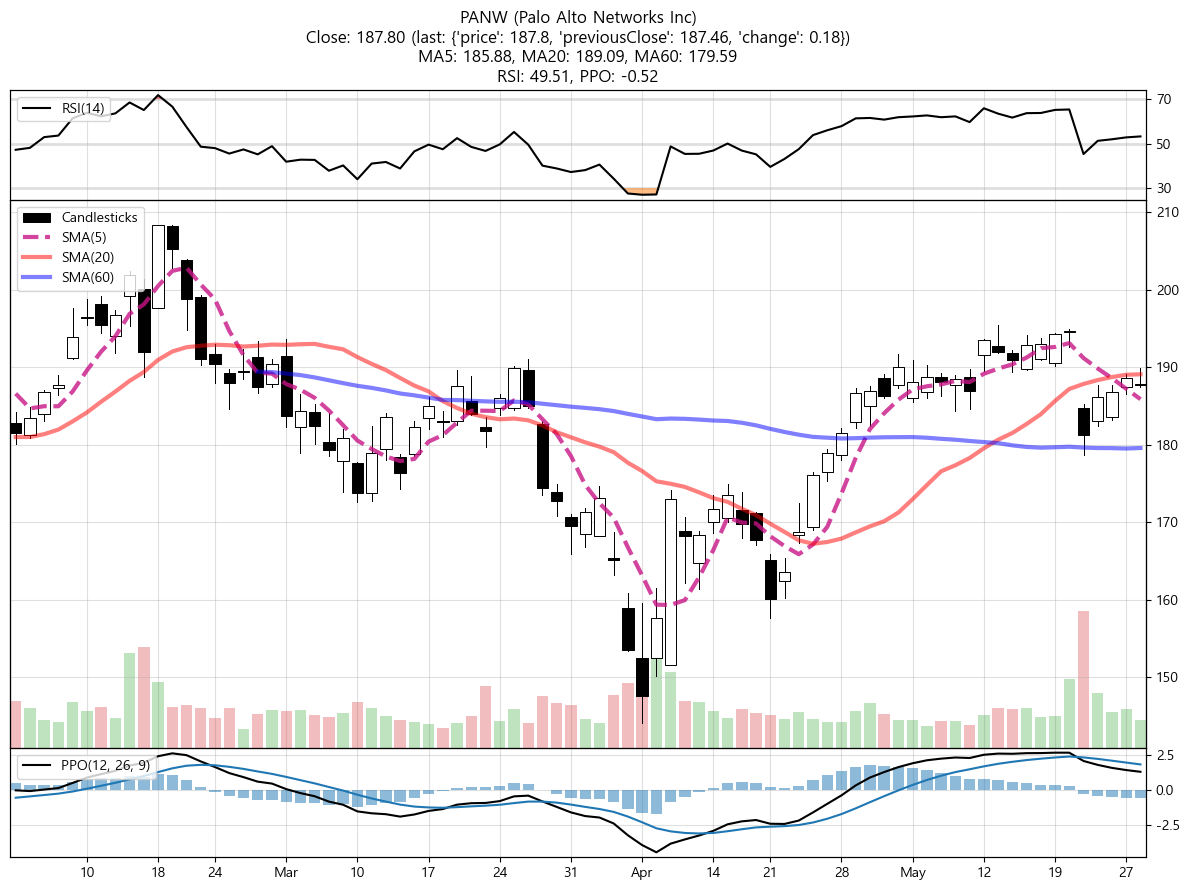 PANW (Palo Alto Networks Inc)
Close: 187.80 (last: {'price': 187.8, 'previousClose': 187.46, 'change': 0.18})
MA5: 185.88, MA20: 189.09, MA60: 179.59
RSI: 49.51, PPO: -0.52
RSI(14)
70
50
30
Candlesticks
SMA(5)
SMA(20)
SMA(60)
210
200
190
180
170
160
150
PPO(12, 26, 9)
2.5
0.0
−2.5
10 18 24 Mar 10 17 24 31 Apr 14 21 28 May 12 19 27